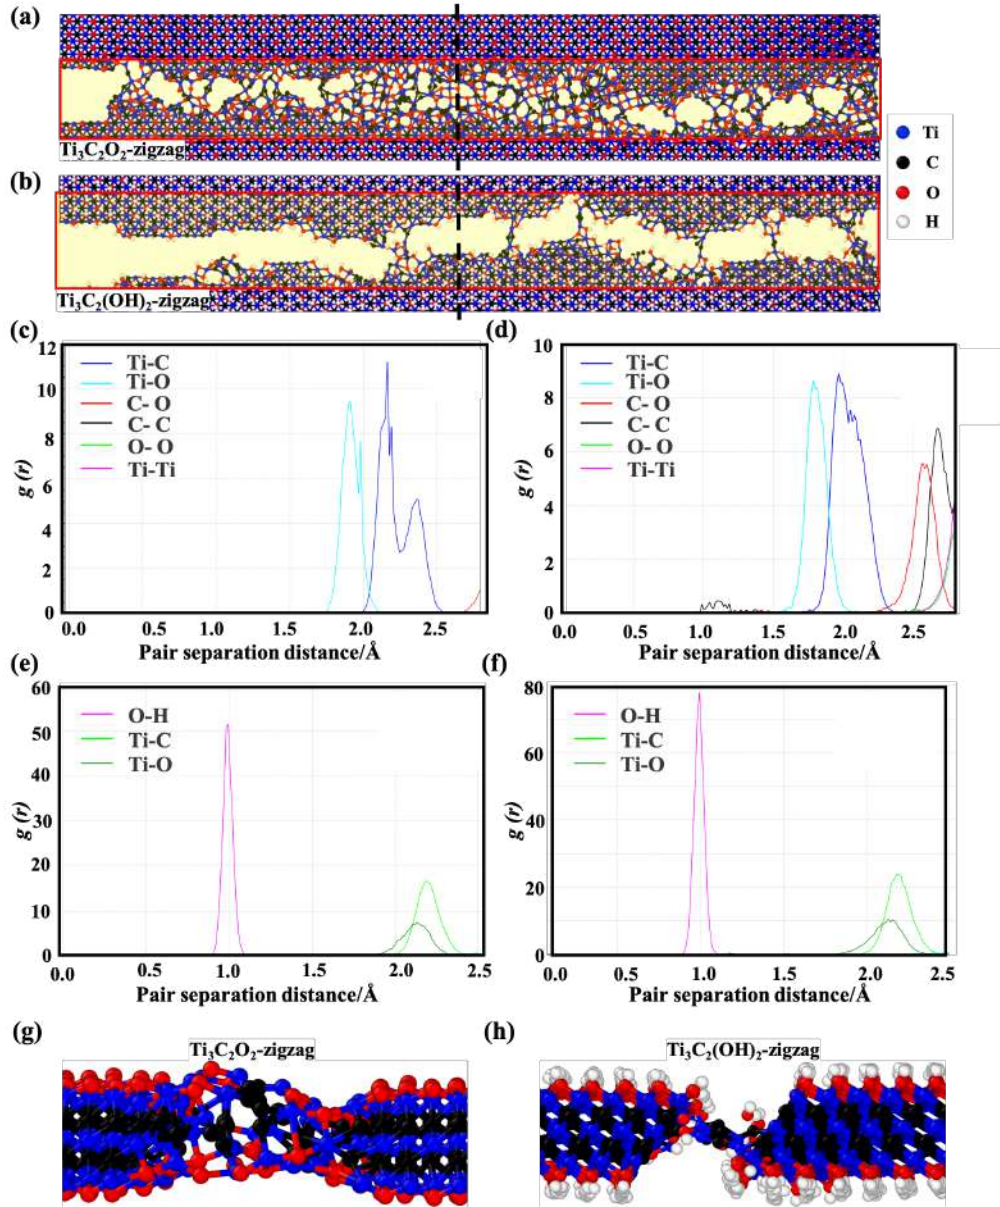 (a)
Ti₃C₂O₂-zigzag
(b)
Ti₃C₂(OH)₂-zigzag
Ti
C
O
H
(c)
12
10
8
6
4
2
0
g (r)
Ti-C
Ti-O
C- O
C- C
O- O
Ti-Ti
0.0 0.5 1.0 1.5 2.0 2.5
Pair separation distance/Å
(d)
10
8
6
4
2
0
g (r)
Ti-C
Ti-O
C- O
C- C
O- O
Ti-Ti
0.0 0.5 1.0 1.5 2.0 2.5
Pair separation distance/Å
(e)
60
50
40
30
20
10
0
g (r)
O-H
Ti-C
Ti-O
0.0 0.5 1.0 1.5 2.0 2.5
Pair separation distance/Å
(f)
80
60
40
20
0
g (r)
O-H
Ti-C
Ti-O
0.0 0.5 1.0 1.5 2.0 2.5
Pair separation distance/Å
(g)
Ti₃C₂O₂-zigzag
(h)
Ti₃C₂(OH)₂-zigzag